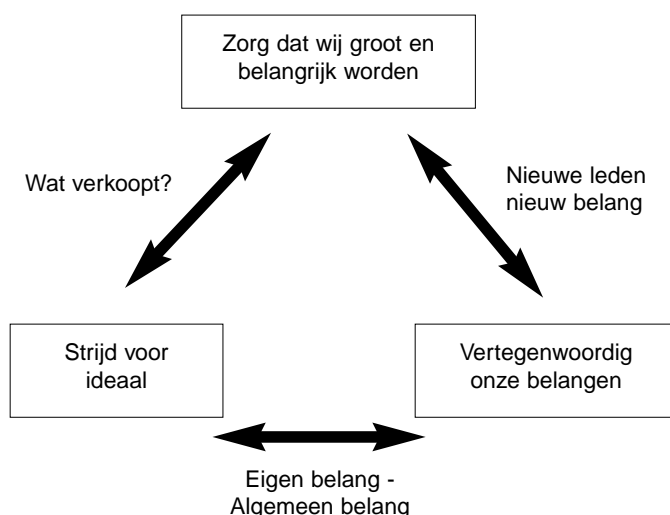 Zorg dat wij groot en
belangrijk worden
Wat verkoopt?
Nieuwe leden
nieuw belang
Strijd voor
ideaal
Vertegenwoordig
onze belangen
Eigen belang -
Algemeen belang